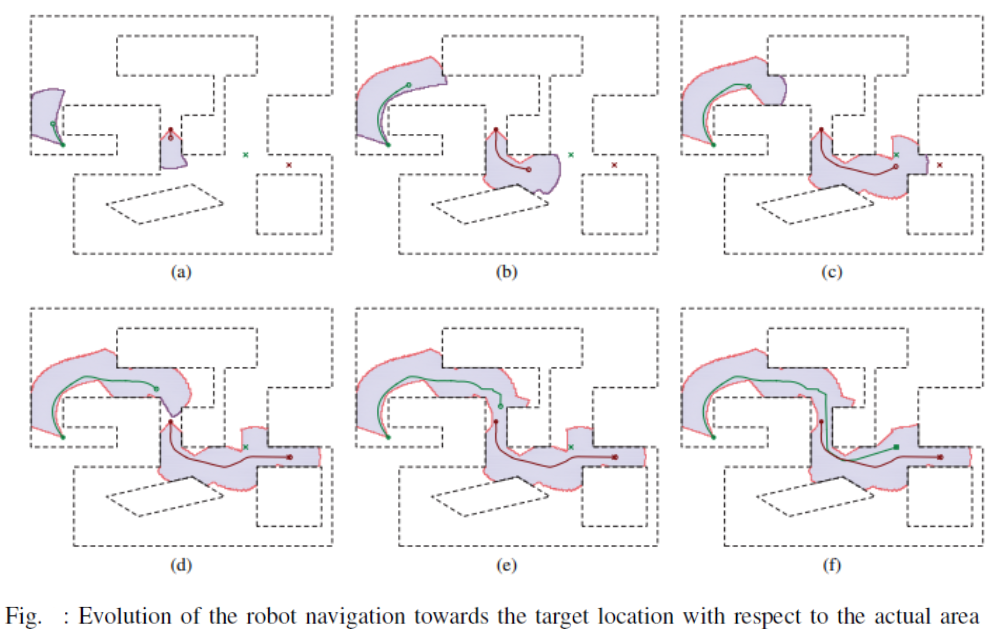 (a)
(b)
(c)
(d)
(e)
(f)
Fig. : Evolution of the robot navigation towards the target location with respect to the actual area